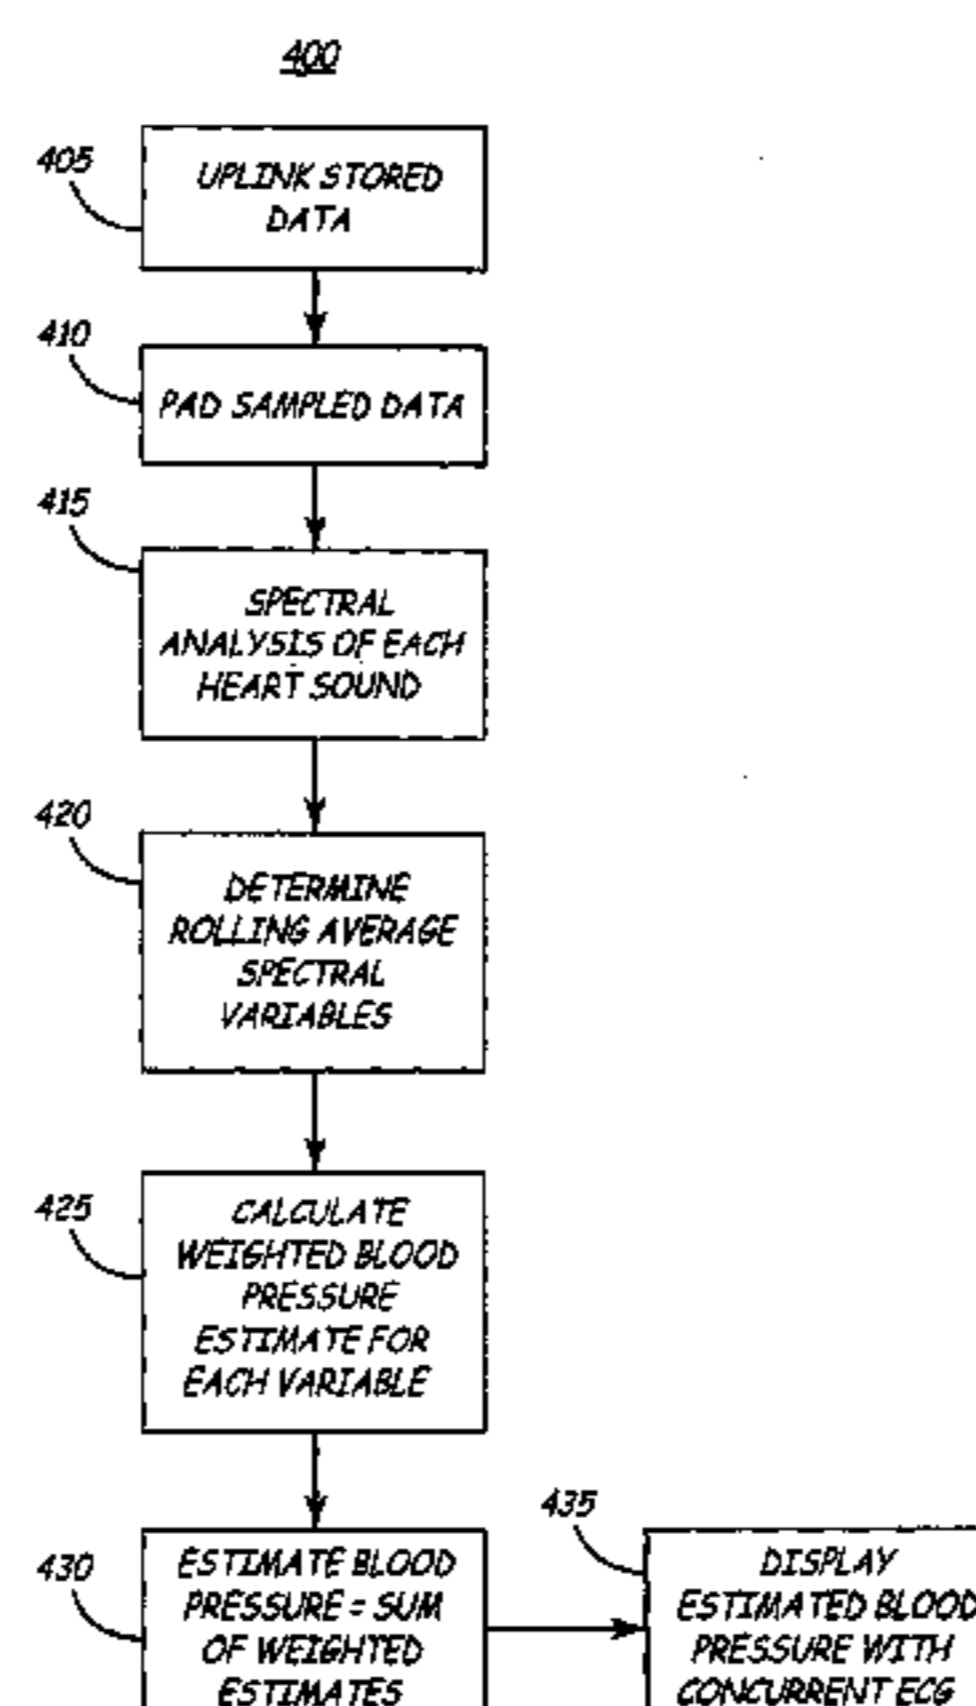 400
405
UPLINK STORED
DATA
410
PAD SAMPLED DATA
415
SPECTRAL
ANALYSIS OF EACH
HEART SOUND
420
DETERMINE
ROLLING AVERAGE
SPECTRAL
VARIABLES
425
CALCULATE
WEIGHTED BLOOD
PRESSURE
ESTIMATE FOR
EACH VARIABLE
430
ESTIMATE BLOOD
PRESSURE = SUM
OF WEIGHTED
ESTIMATES
435
DISPLAY
ESTIMATED BLOOD
PRESSURE WITH
CONCURRENT ECG